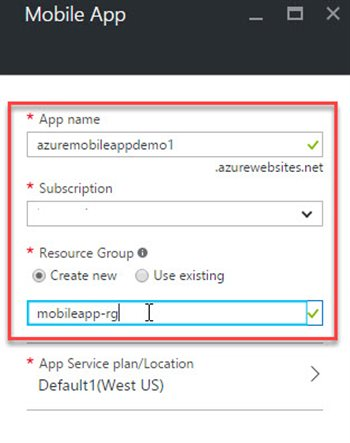 Mobile App
* App name
azuremobileappdemo1
.azurewebsites.net
* Subscription
* Resource Group
Create new Use existing
mobileapp-rg
* App Service plan/Location
Default1(West US)